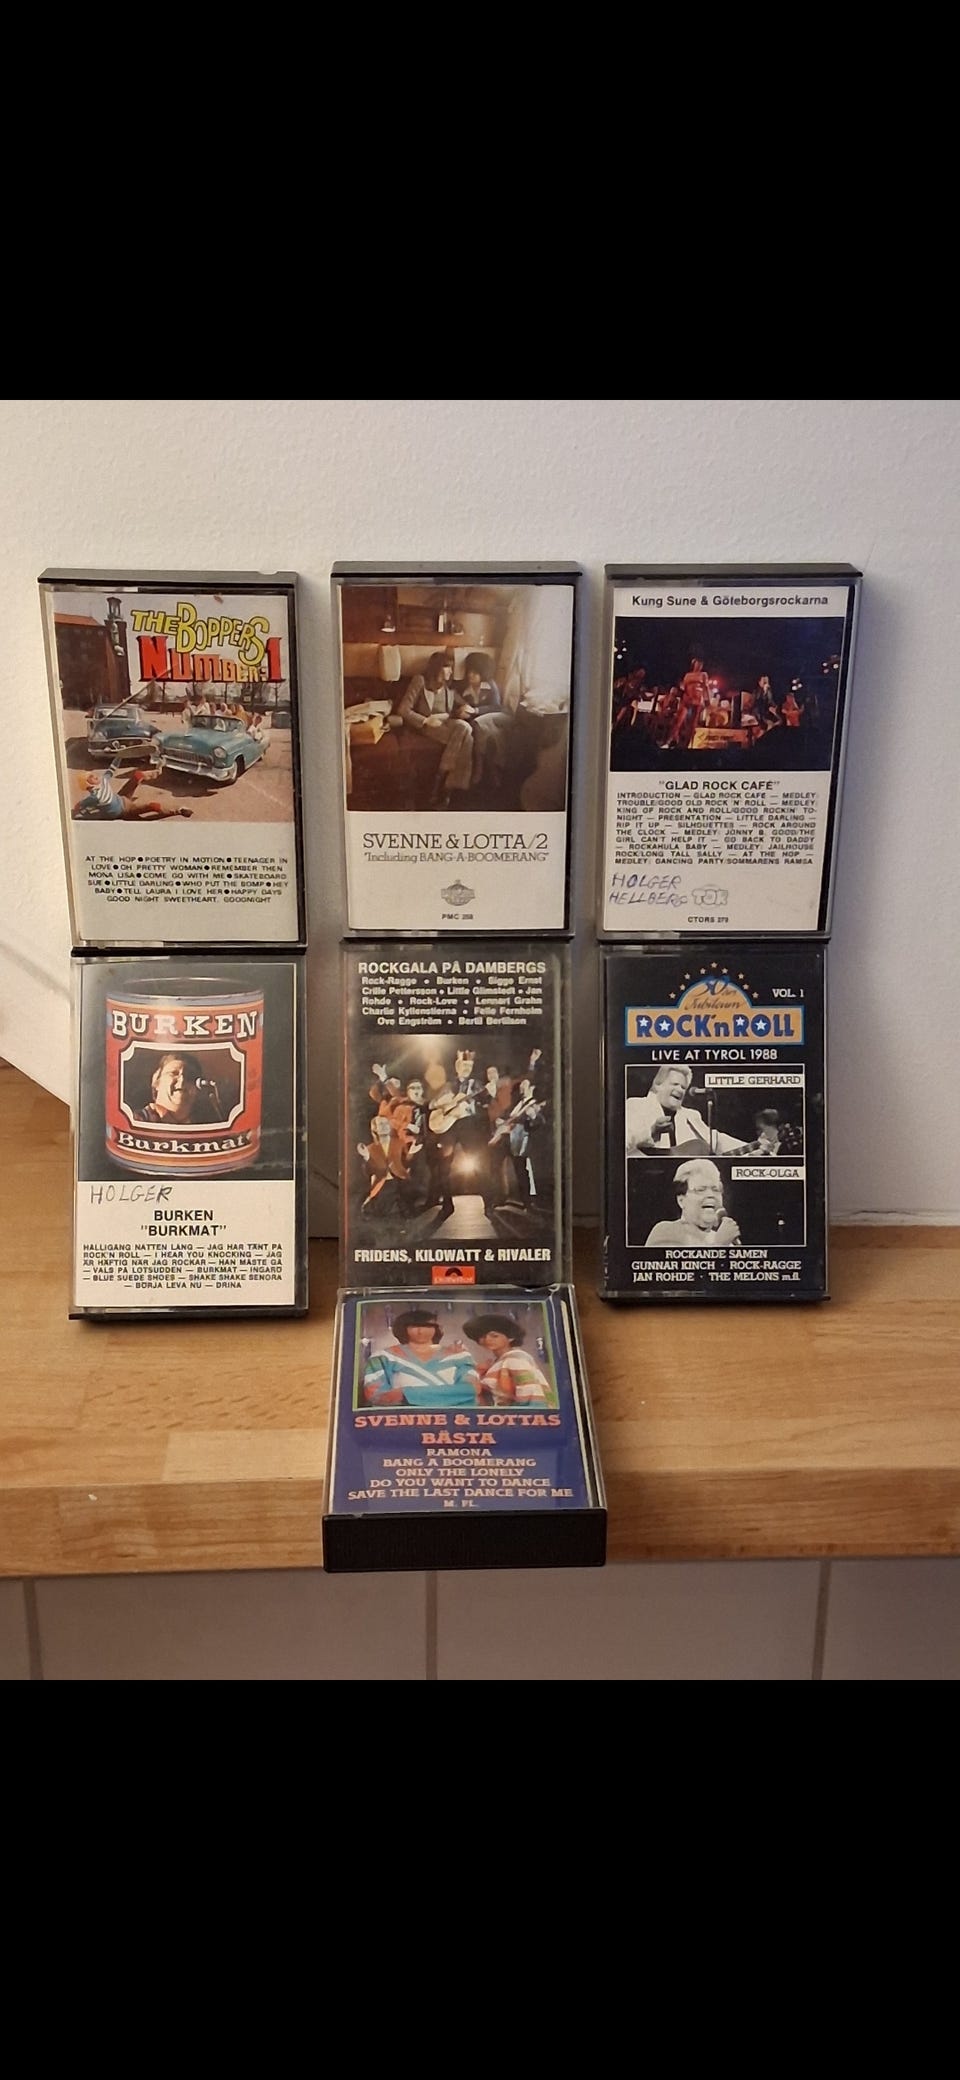 THE BOPPERS
NUMBER:1
AT THE HOP ● POETRY IN MOTION ● TEENAGER IN
LOVE ● OH PRETTY WOMAN ● REMEMBER THEN
MONA LISA ● COME GO WITH ME ● SKATEBOARD
SUE ● LITTLE DARLING ● WHO PUT THE BOMP ● HEY
BABY ● TELL LAURA I LOVE HER ● HAPPY DAYS
GOOD NIGHT SWEETHEART, GOODNIGHT
SVENNE & LOTTA/2
"Including BANG-A-BOOMERANG"
PMC 258
Kung Sune & Göteborgsrockarna
"GLAD ROCK CAFÉ"
INTRODUCTION — GLAD ROCK CAFÉ — MEDLEY:
TROUBLE/GOOD OLD ROCK 'N' ROLL — MEDLEY:
KING OF ROCK AND ROLL/GOOD ROCKIN' TO-
NIGHT — PRESENTATION — LITTLE DARLING —
RIP IT UP — SILHOUETTES — ROCK AROUND
THE CLOCK — MEDLEY: JONNY B. GOOD/THE
GIRL CAN'T HELP IT — GO BACK TO DADDY
— ROCKAHULA BABY — MEDLEY: JAILHOUSE
ROCK/LONG TALL SALLY — AT THE HOP —
MEDLEY: DANCING PARTY/SOMMARENS RAMSA
HOLGER
HELLBERG
TOR
CTORS 279
BURKEN
Burkmat
HOLGER
BURKEN
"BURKMAT"
HALLIGÅNG NATTEN LÅNG — JAG HAR TÄNT PÅ
ROCK'N ROLL — I HEAR YOU KNOCKING — JAG
ÄR HÄFTIG NÄR JAG ROCKAR — HAN MÅSTE GÅ
— VALS PÅ LOTSUDDEN — BURKMAT — INGARÖ
— BLUE SUEDE SHOES — SHAKE SHAKE SENORA
— BÖRJA LEVA NU — DRINA
ROCKGALA PÅ DAMBERGS
Rock-Ragge • Burken • Sigge Ernst
Crille Pettersson • Little Glimstedt • Jan
Rohde • Rock-Love • Lennart Grahn
Charlie Kyllenstierna • Felle Fernholm
Ove Engström • Bertil Bertilson
FRIDENS, KILOWATT & RIVALER
30 års
Jubileum
VOL. 1
ROCK'n ROLL
LIVE AT TYROL 1988
LITTLE GERHARD
ROCK-OLGA
ROCKANDE SAMEN
GUNNAR KINCH · ROCK-RAGGE
JAN ROHDE · THE MELONS m.fl.
SVENNE & LOTTAS
BÄSTA
RAMONA
BANG A BOOMERANG
ONLY THE LONELY
DO YOU WANT TO DANCE
SAVE THE LAST DANCE FOR ME
M. FL.